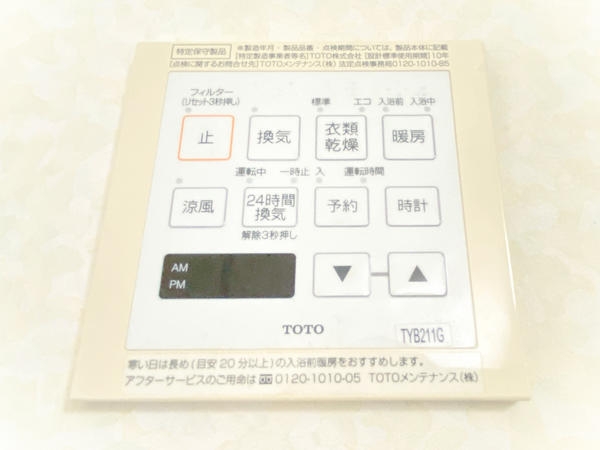 特定保守製品
※製造年月・製品品番・点検期間については、製品本体に記載
[特定製造事業者等名]TOTO株式会社 [設計標準使用期間]10年
[点検に関するお問合せ先]TOTOメンテナンス(株) 法定点検事務局0120-1010-85
フィルター
(リセット3秒押し)
標準 エコ 入浴前 入浴中
止 換気 衣類乾燥 暖房
運転中 一時止 入 運転時間
涼風 24時間換気 予約 時計
解除3秒押し
AM
PM
▼ ▲
TOTO
TYB211G
寒い日は長め(目安20分以上)の入浴前暖房をおすすめします。
アフターサービスのご用命は 0120-1010-05 TOTOメンテナンス(株)